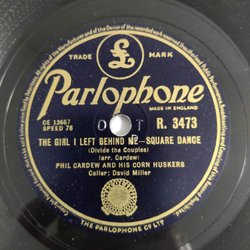 TRADE MARK
Parlophone
MADE IN ENGLAND
CE 13667
SPEED 78
R. 3473
THE GIRL I LEFT BEHIND ME—SQUARE DANCE
(Divide the Couples)
(arr. Cardew)
PHIL CARDEW AND HIS CORN HUSKERS
Caller: David Miller
THE PARLOPHONE CO LTD